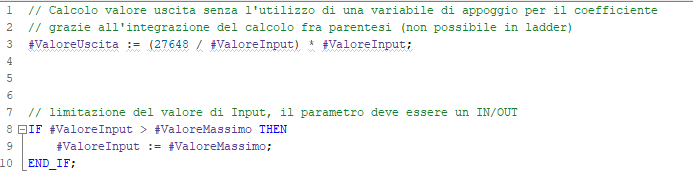 1 // Calcolo valore uscita senza l'utilizzo di una variabile di appoggio per il coefficiente
2 // grazie all'integrazione del calcolo fra parentesi (non possibile in ladder)
3 #ValoreUscita := (27648 / #ValoreInput) * #ValoreInput;
4
5
6
7 // limitazione del valore di Input, il parametro deve essere un IN/OUT
8 IF #ValoreInput > #ValoreMassimo THEN
9 #ValoreInput := #ValoreMassimo;
10 END_IF;